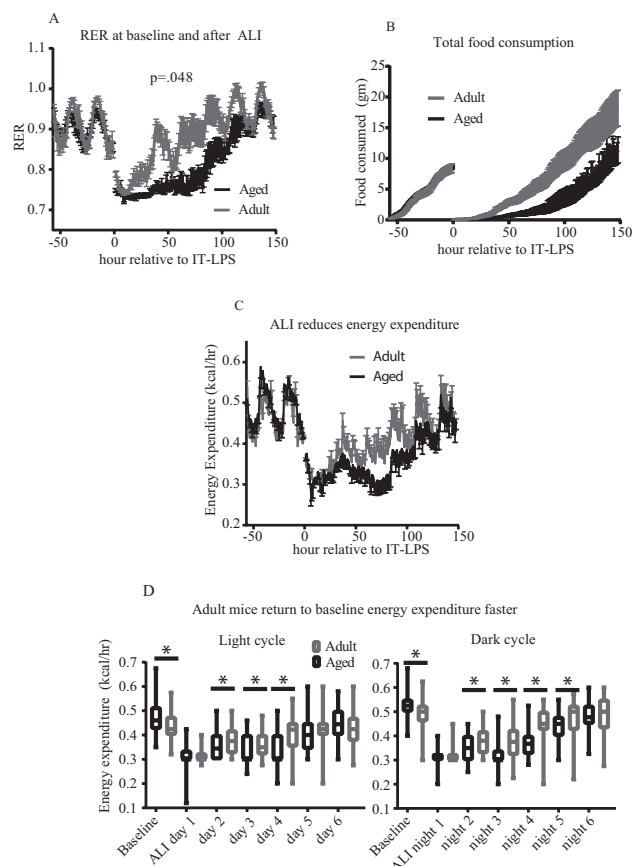 A
RER at baseline and after ALI
p=.048
RER
1.1
1.0
0.9
0.8
0.7
Aged
Adult
-50 0 50 100 150
hour relative to IT-LPS
B
Total food consumption
Food consumed (gm)
25
20
15
10
5
0
Adult
Aged
-50 0 50 100 150
hour relative to IT-LPS
C
ALI reduces energy expenditure
Energy Expenditure (kcal/hr)
0.6
0.5
0.4
0.3
0.2
Adult
Aged
-50 0 50 100 150
hour relative to IT-LPS
D
Adult mice return to baseline energy expenditure faster
Energy expenditure (kcal/hr)
Light cycle
Adult
Aged
0.7
0.6
0.5
0.4
0.3
0.2
0.1
* * * *
Baseline
ALI day 1
day 2
day 3
day 4
day 5
day 6
Dark cycle
0.7
0.6
0.5
0.4
0.3
0.2
0.1
* * * * *
Baseline
ALI night 1
night 2
night 3
night 4
night 5
night 6